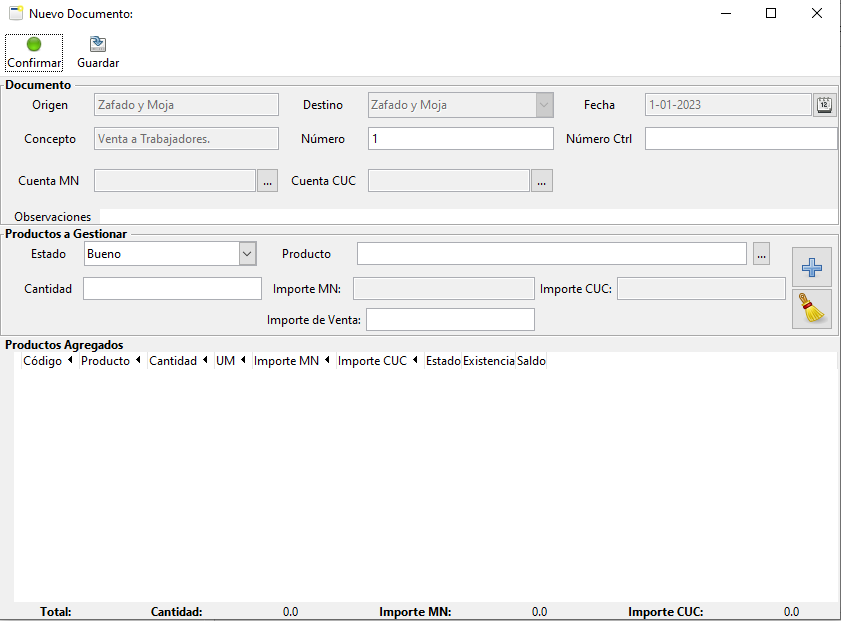 Nuevo Documento:
Confirmar Guardar
Documento
Origen Zafado y Moja Destino Zafado y Moja Fecha 1-01-2023 12
Concepto Venta a Trabajadores. Número 1 Número Ctrl
Cuenta MN ... Cuenta CUC ...
Observaciones
Productos a Gestionar
Estado Bueno Producto ...
Cantidad Importe MN: Importe CUC:
Importe de Venta:
Productos Agregados
Código Producto Cantidad UM Importe MN Importe CUC Estado Existencia Saldo
Total: Cantidad: 0.0 Importe MN: 0.0 Importe CUC: 0.0